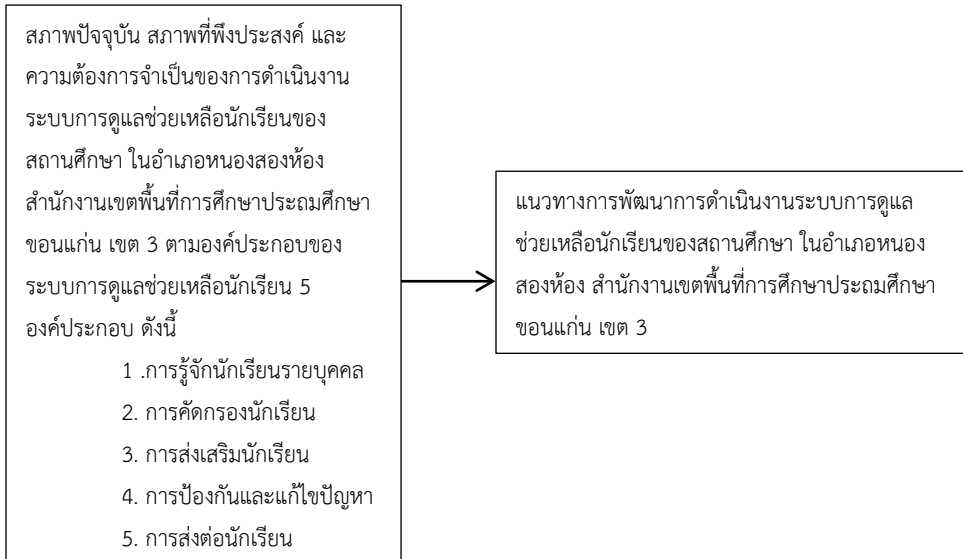 สภาพปัจจุบัน สภาพที่พึงประสงค์ และ
ความต้องการจำเป็นของการดำเนินงาน
ระบบการดูแลช่วยเหลือนักเรียนของ
สถานศึกษา ในอำเภอหนองสองห้อง
สำนักงานเขตพื้นที่การศึกษาประถมศึกษา
ขอนแก่น เขต 3 ตามองค์ประกอบของ
ระบบการดูแลช่วยเหลือนักเรียน 5
องค์ประกอบ ดังนี้
1 .การรู้จักนักเรียนรายบุคคล
2. การคัดกรองนักเรียน
3. การส่งเสริมนักเรียน
4. การป้องกันและแก้ไขปัญหา
5. การส่งต่อนักเรียน
แนวทางการพัฒนาการดำเนินงานระบบการดูแล
ช่วยเหลือนักเรียนของสถานศึกษา ในอำเภอหนอง
สองห้อง สำนักงานเขตพื้นที่การศึกษาประถมศึกษา
ขอนแก่น เขต 3